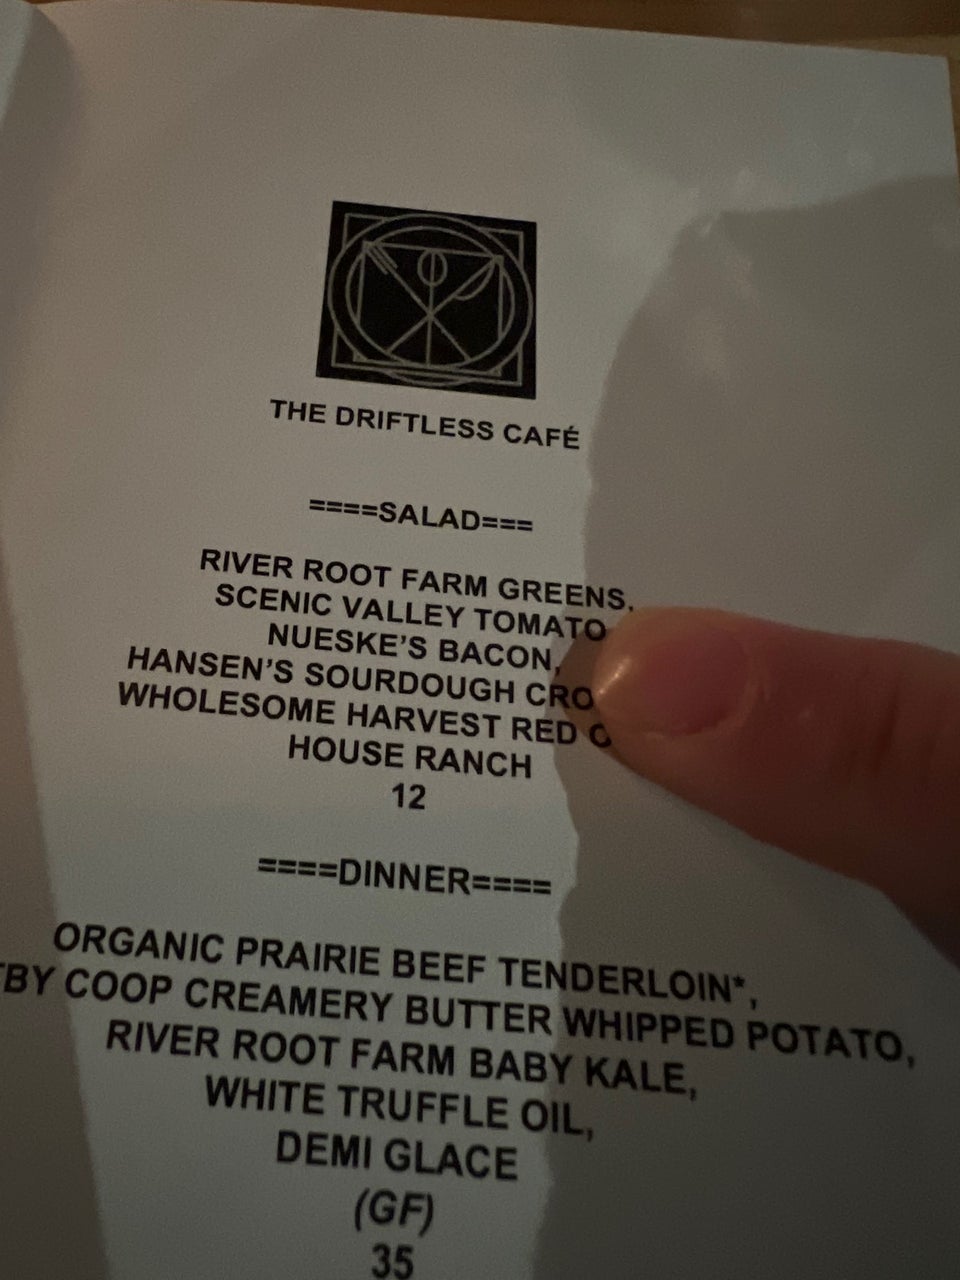 THE DRIFTLESS CAFÉ
====SALAD===
RIVER ROOT FARM GREENS,
SCENIC VALLEY TOMATO
NUESKE'S BACON,
HANSEN'S SOURDOUGH
WHOLESOME HARVEST RED
HOUSE RANCH
12
====DINNER====
ORGANIC PRAIRIE BEEF TENDERLOIN*,
COOP CREAMERY BUTTER WHIPPED POTATO,
RIVER ROOT FARM BABY KALE,
WHITE TRUFFLE OIL,
DEMI GLACE
(GF)
35